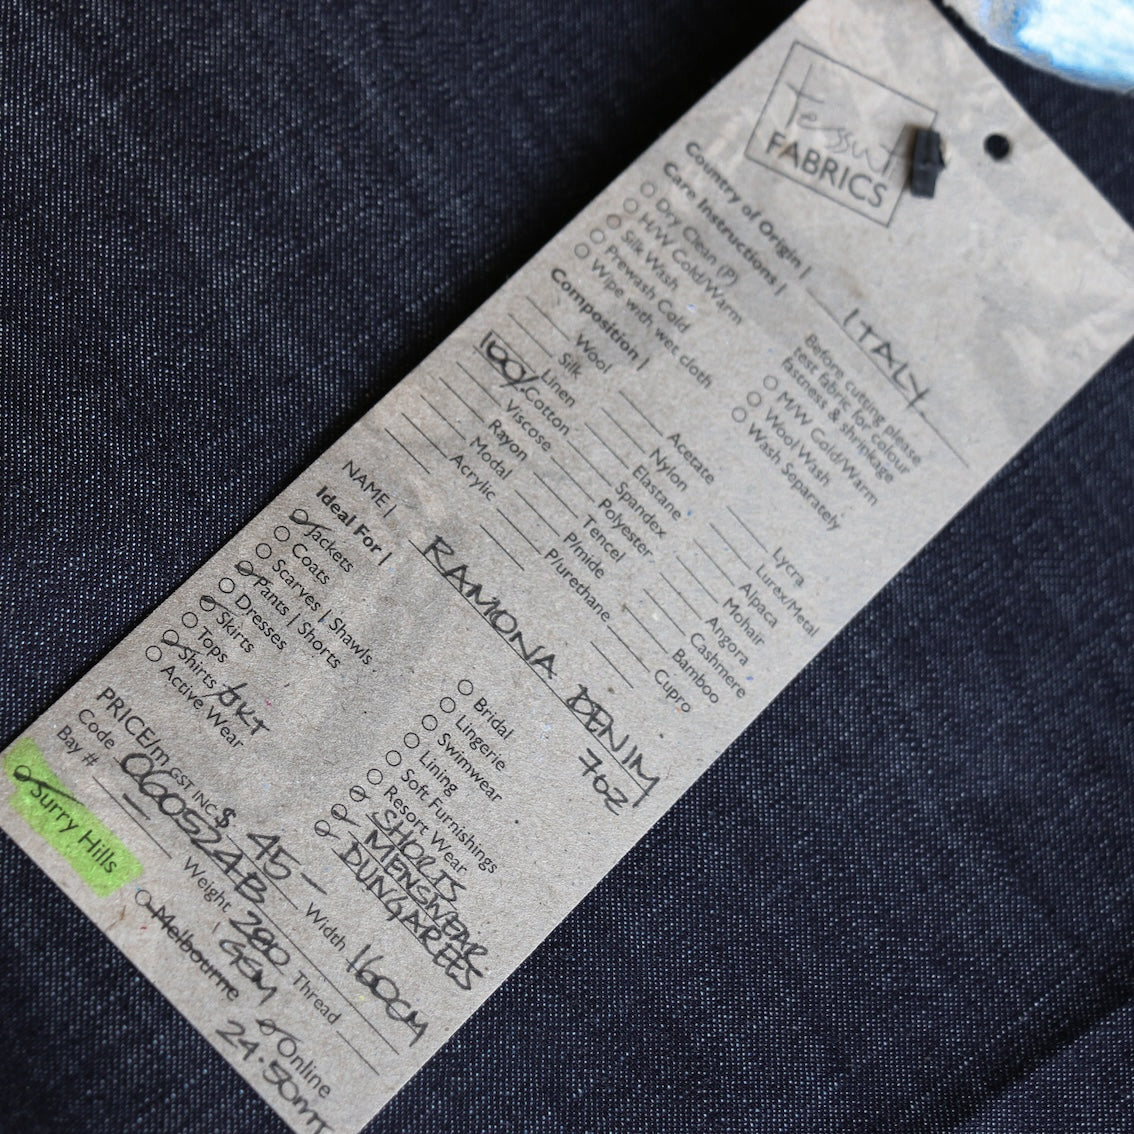 Tessuti
FABRICS
Country of Origin | ITALY
Care Instructions |
Dry Clean (P)
H/W Cold/Warm
Silk Wash
Prewash Cold
Wipe with wet cloth
Before cutting please
test fabric for colour
fastness & shrinkage
M/W Cold/Warm
Wool Wash
Wash Separately
Composition |
Wool
Silk
Linen
100% Cotton
Viscose
Rayon
Modal
Acrylic
Acetate
Nylon
Elastane
Spandex
Polyester
Tencel
P/mide
P/urethane
Lycra
Lurex/Metal
Alpaca
Mohair
Angora
Cashmere
Bamboo
Cupro
NAME | RAMONA DENIM
7oz
Ideal For |
Jackets
Coats
Scarves | Shawls
Pants | Shorts
Dresses
Skirts
Tops
Shirts /JKT
Active Wear
Bridal
Lingerie
Swimwear
Lining
Soft Furnishings
Resort Wear
SHORTS
MENSWEAR
DUNGAREES
PRICE/m GST INC $ 45-
Width 160CM
Code 060524AB
Weight 280 GSM
Thread
Bay # -
Surry Hills
Melbourne
Online
24.50MT